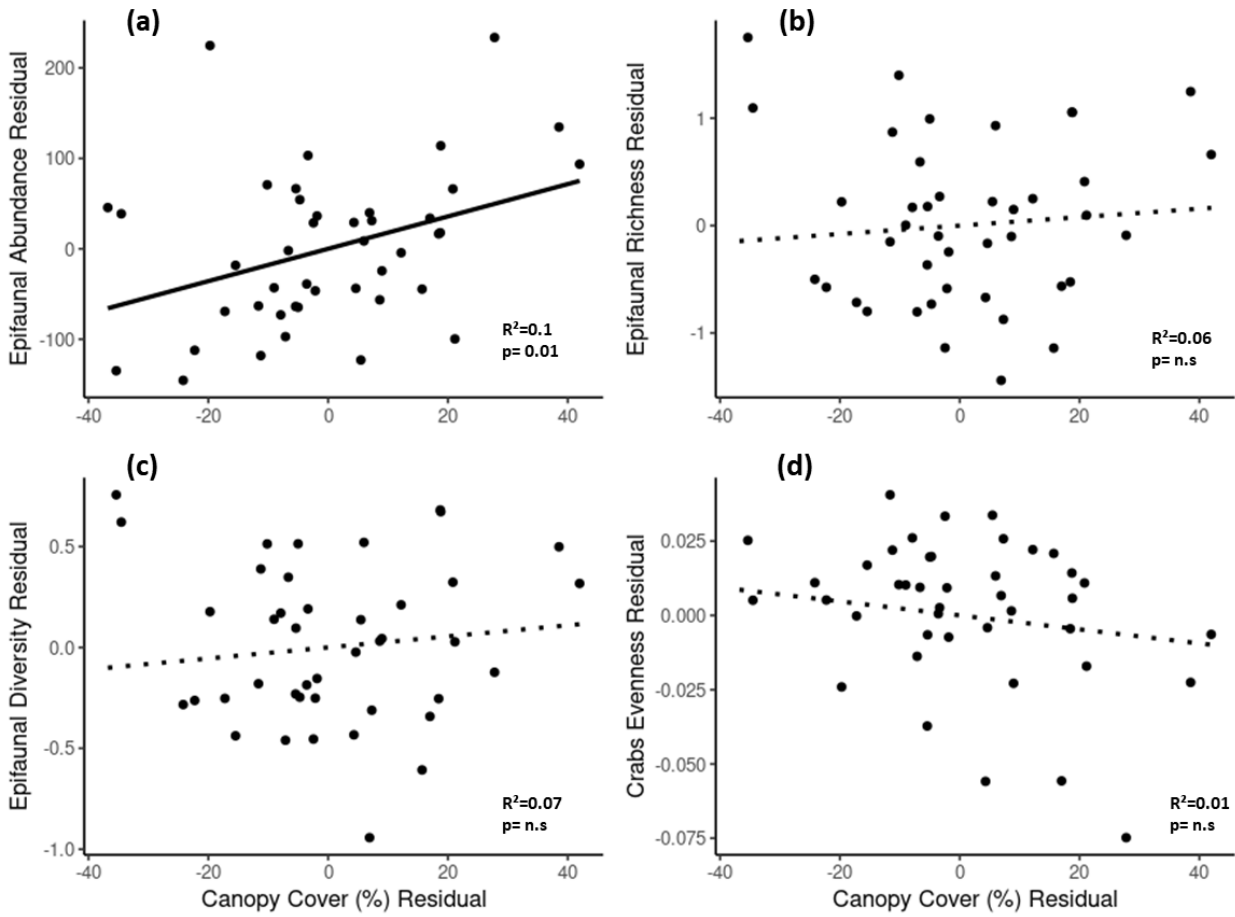 (a)
Epifaunal Abundance Residual
200
100
0
-100
-40
-20
0
20
40
R²=0.1
p= 0.01
(b)
Epifaunal Richness Residual
1
0
-1
-40
-20
0
20
40
R²=0.06
p= n.s
(c)
Epifaunal Diversity Residual
0.5
0.0
-0.5
-1.0
-40
-20
0
20
40
Canopy Cover (%) Residual
R²=0.07
p= n.s
(d)
Crabs Evenness Residual
0.025
0.000
-0.025
-0.050
-0.075
-40
-20
0
20
40
Canopy Cover (%) Residual
R²=0.01
p= n.s